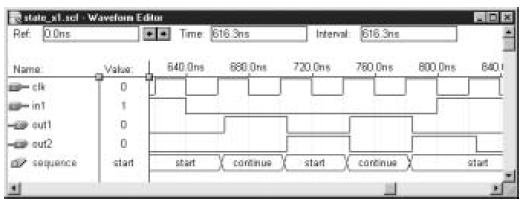 state_x1.scf - Waveform Editor
Ref: 0.0ns Time: 616.3ns Interval: 616.3ns
Name: Value: 640.0ns 680.0ns 720.0ns 760.0ns 800.0ns 840.
clk 0
in1 1
out1 0
out2 0
sequence start start continue start continue start